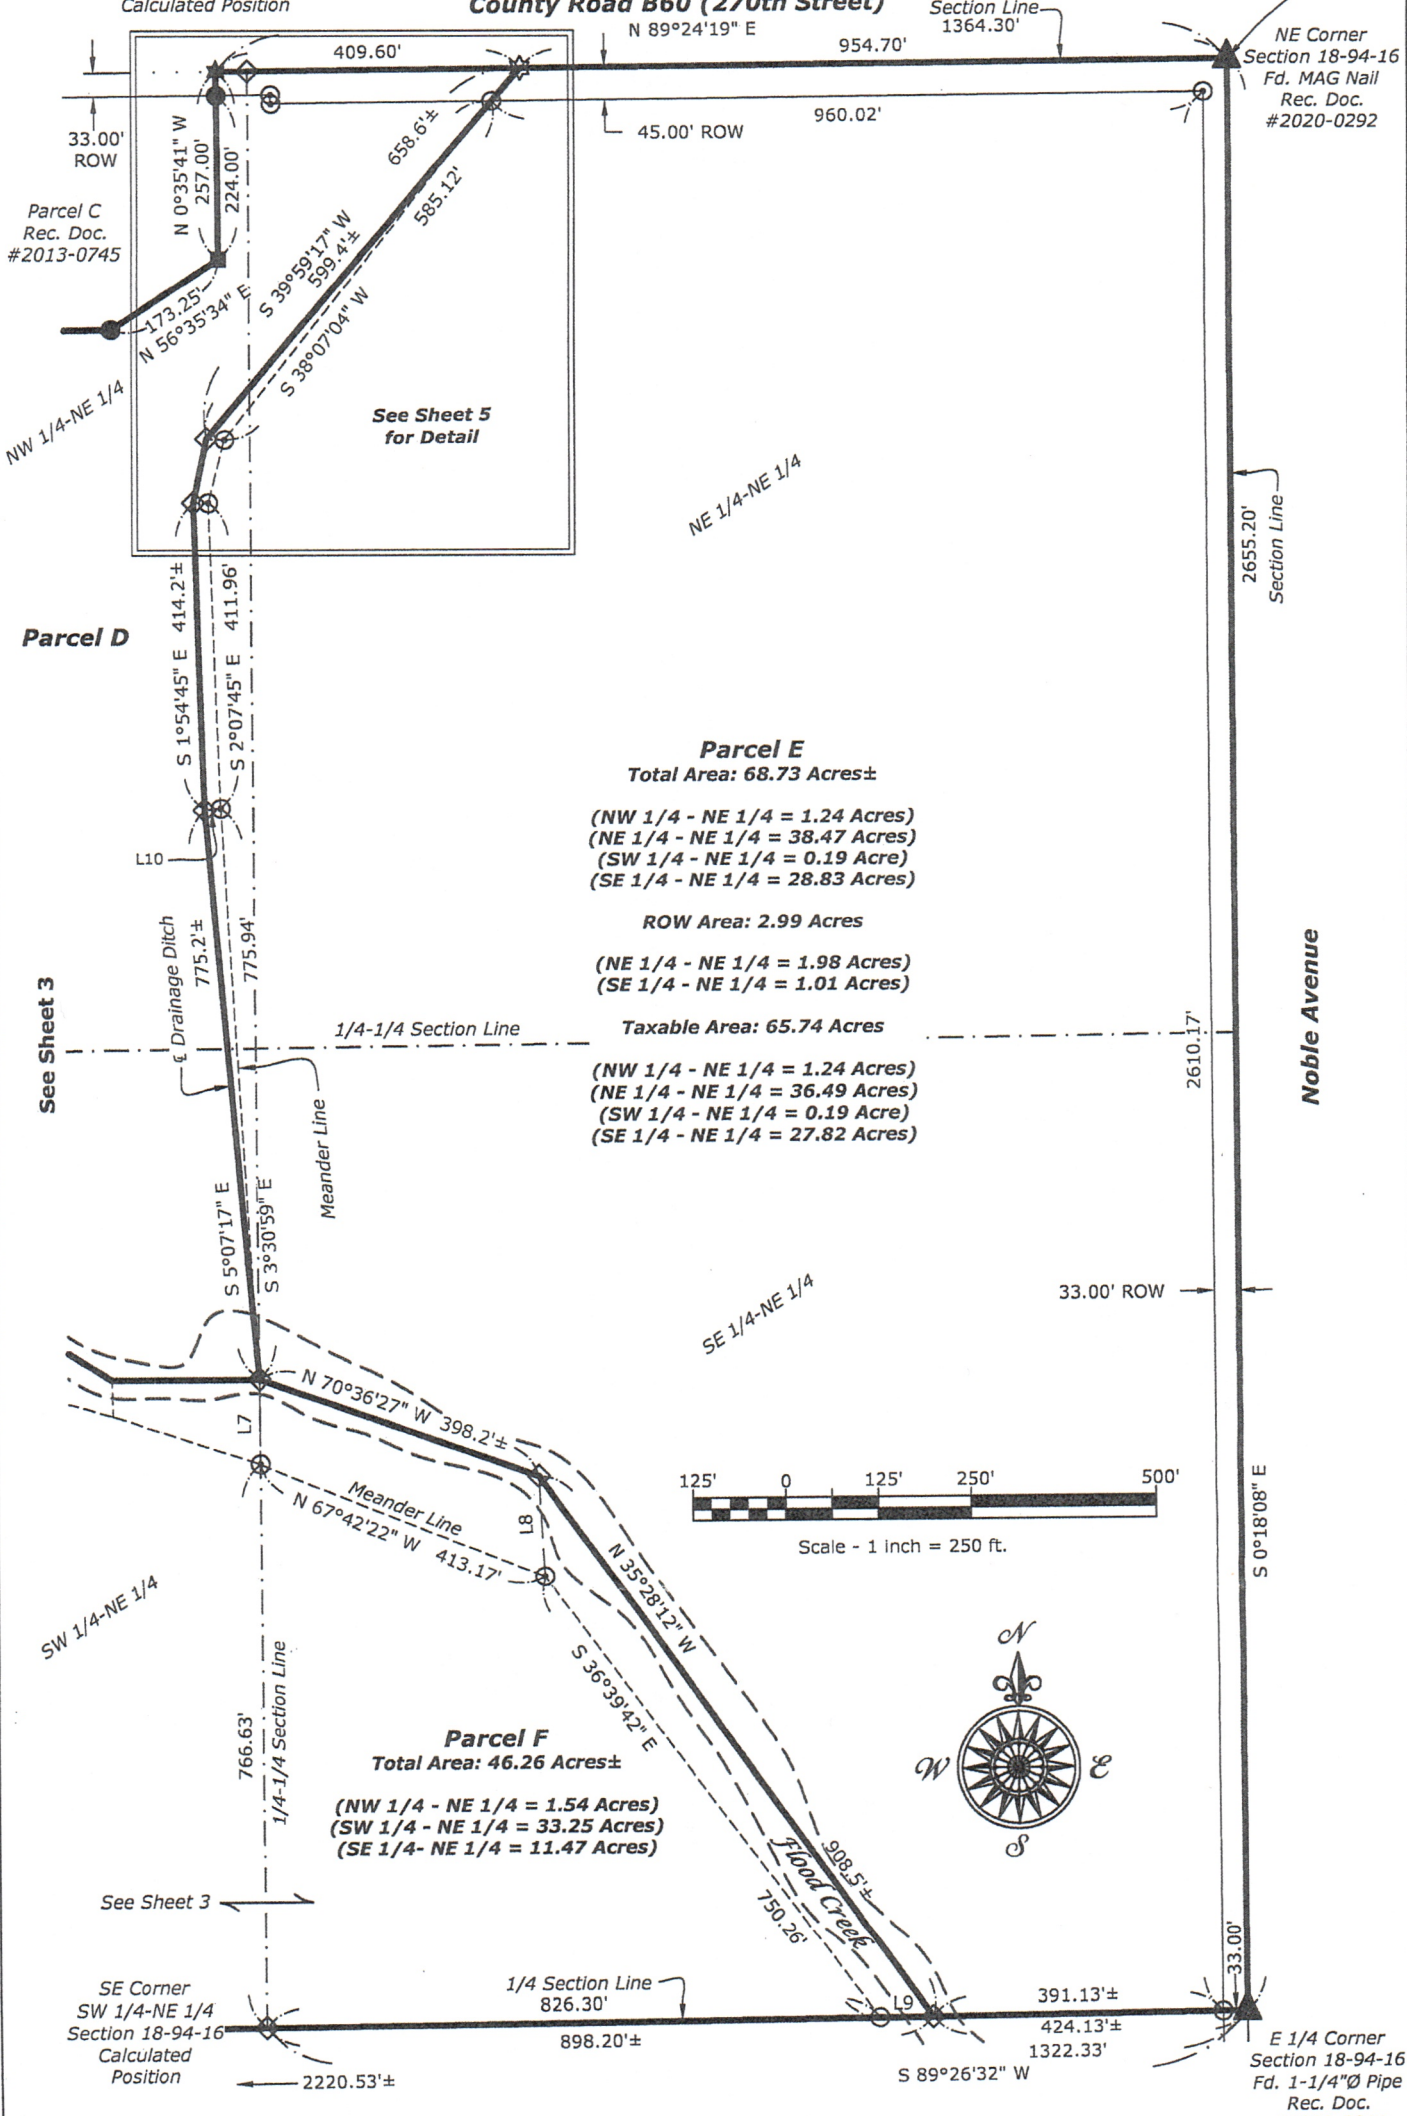 Calculated Position
County Road B60 (270th Street)
N 89°24'19" E
Section Line
1364.30'
409.60'
954.70'
NE Corner
Section 18-94-16
Fd. MAG Nail
Rec. Doc.
#2020-0292
33.00'
ROW
45.00' ROW
960.02'
N 0°35'41" W
257.00'
224.00'
658.6'±
585.12'
Parcel C
Rec. Doc.
#2013-0745
173.25'
N 56°35'34" E
S 39°59'17" W
599.4'±
S 38°07'04" W
NW 1/4-NE 1/4
See Sheet 5
for Detail
NE 1/4-NE 1/4
2655.20'
Section Line
Parcel D
S 1°54'45" E 414.2'±
S 2°07'45" E 411.96'
L10
Parcel E
Total Area: 68.73 Acres±
(NW 1/4 - NE 1/4 = 1.24 Acres)
(NE 1/4 - NE 1/4 = 38.47 Acres)
(SW 1/4 - NE 1/4 = 0.19 Acre)
(SE 1/4 - NE 1/4 = 28.83 Acres)
ROW Area: 2.99 Acres
(NE 1/4 - NE 1/4 = 1.98 Acres)
(SE 1/4 - NE 1/4 = 1.01 Acres)
Taxable Area: 65.74 Acres
(NW 1/4 - NE 1/4 = 1.24 Acres)
(NE 1/4 - NE 1/4 = 36.49 Acres)
(SW 1/4 - NE 1/4 = 0.19 Acre)
(SE 1/4 - NE 1/4 = 27.82 Acres)
See Sheet 3
℄ Drainage Ditch
775.2'±
775.94'
1/4-1/4 Section Line
Meander Line
S 5°07'17" E
S 3°30'59" E
2610.17'
Noble Avenue
SE 1/4-NE 1/4
33.00' ROW
N 70°36'27" W 398.2'±
L7
Meander Line
N 67°42'22" W 413.17'
L8
125' 0 125' 250' 500'
Scale - 1 inch = 250 ft.
S 0°18'08" E
N 35°28'12" W
S 36°39'42" E
SW 1/4-NE 1/4
N
W
E
S
766.63'
1/4-1/4 Section Line
Parcel F
Total Area: 46.26 Acres±
(NW 1/4 - NE 1/4 = 1.54 Acres)
(SW 1/4 - NE 1/4 = 33.25 Acres)
(SE 1/4- NE 1/4 = 11.47 Acres)
908.5'±
Flood Creek
750.26'
See Sheet 3
33.00'
SE Corner
SW 1/4-NE 1/4
Section 18-94-16
Calculated
Position
1/4 Section Line
826.30'
898.20'±
L9
391.13'±
424.13'±
1322.33'
S 89°26'32" W
2220.53'±
E 1/4 Corner
Section 18-94-16
Fd. 1-1/4"Ø Pipe
Rec. Doc.